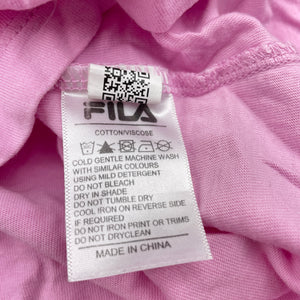 FILA
COTTON/VISCOSE
COLD GENTLE MACHINE WASH
WITH SIMILAR COLOURS
USING MILD DETERGENT
DO NOT BLEACH
DRY IN SHADE
DO NOT TUMBLE DRY
COOL IRON ON REVERSE SIDE
IF REQUIRED
DO NOT IRON PRINT OR TRIMS
DO NOT DRYCLEAN
MADE IN CHINA